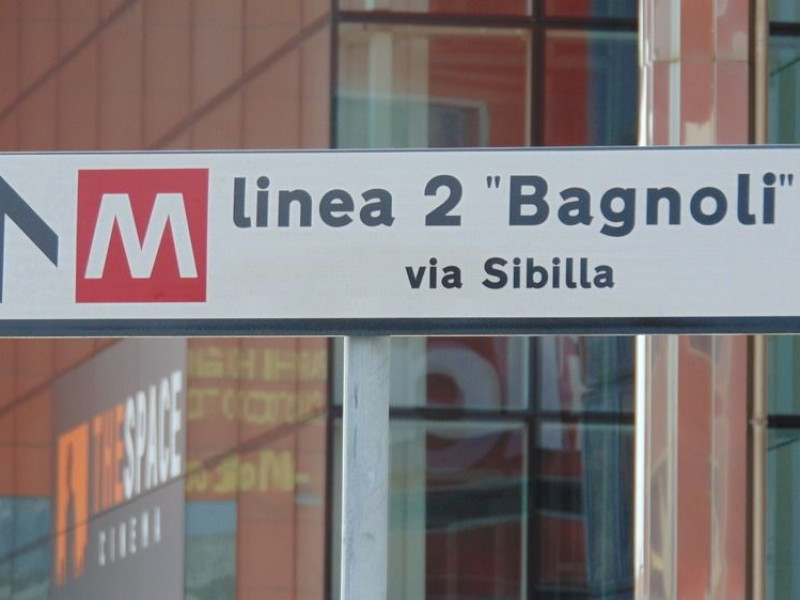 M linea 2 "Bagnoli"
via Sibilla
THE SPACE
CINEMA